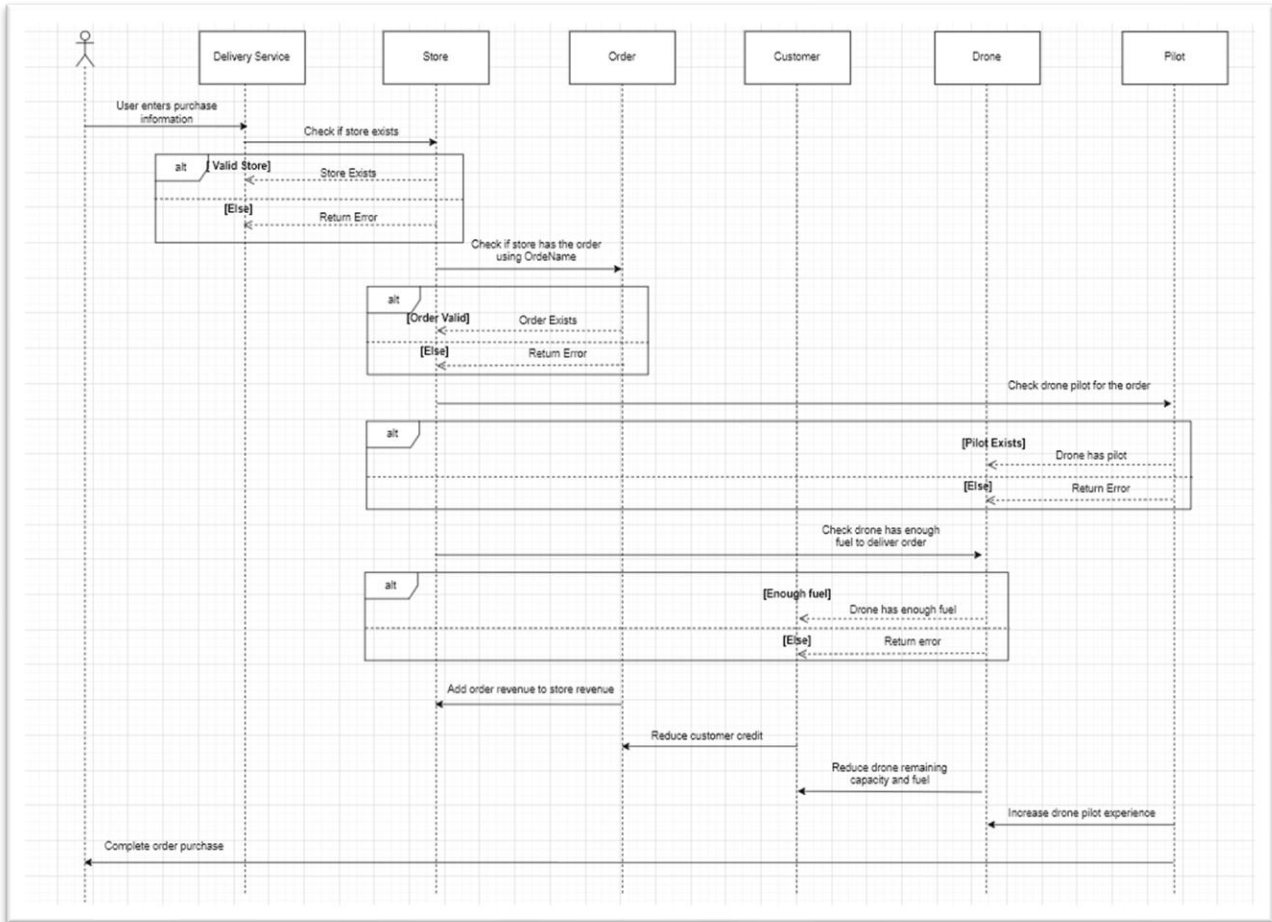 Delivery Service
Store
Order
Customer
Drone
Pilot
User enters purchase
information
Check if store exists
alt
[ Valid Store]
Store Exists
[Else]
Return Error
Check if store has the order
using OrdeName
alt
[Order Valid]
Order Exists
[Else]
Return Error
Check drone pilot for the order
alt
[Pilot Exists]
Drone has pilot
[Else]
Return Error
Check drone has enough
fuel to deliver order
alt
[Enough fuel]
Drone has enough fuel
[Else]
Return error
Add order revenue to store revenue
Reduce customer credit
Reduce drone remaining
capacity and fuel
Increase drone pilot experience
Complete order purchase